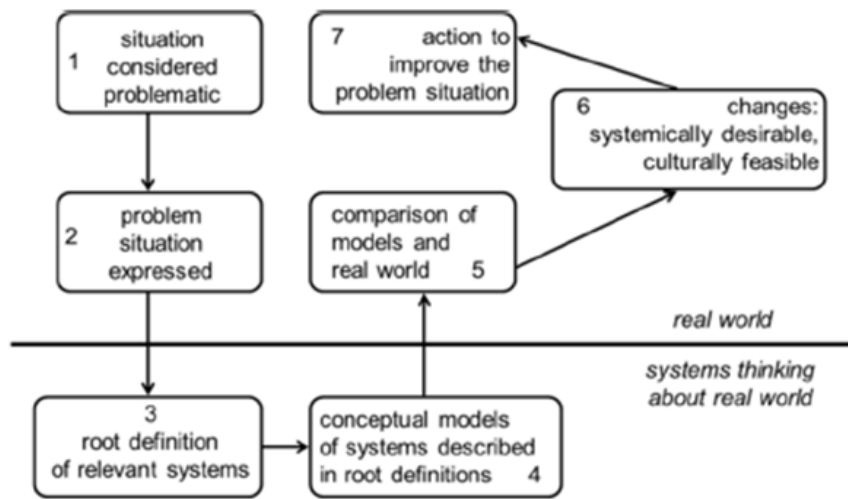 1 situation
considered
problematic
7 action to
improve the
problem situation
6 changes:
systemically desirable,
culturally feasible
2 problem
situation
expressed
comparison of
models and
real world 5
real world
systems thinking
about real world
3
root definition
of relevant systems
conceptual models
of systems described
in root definitions 4